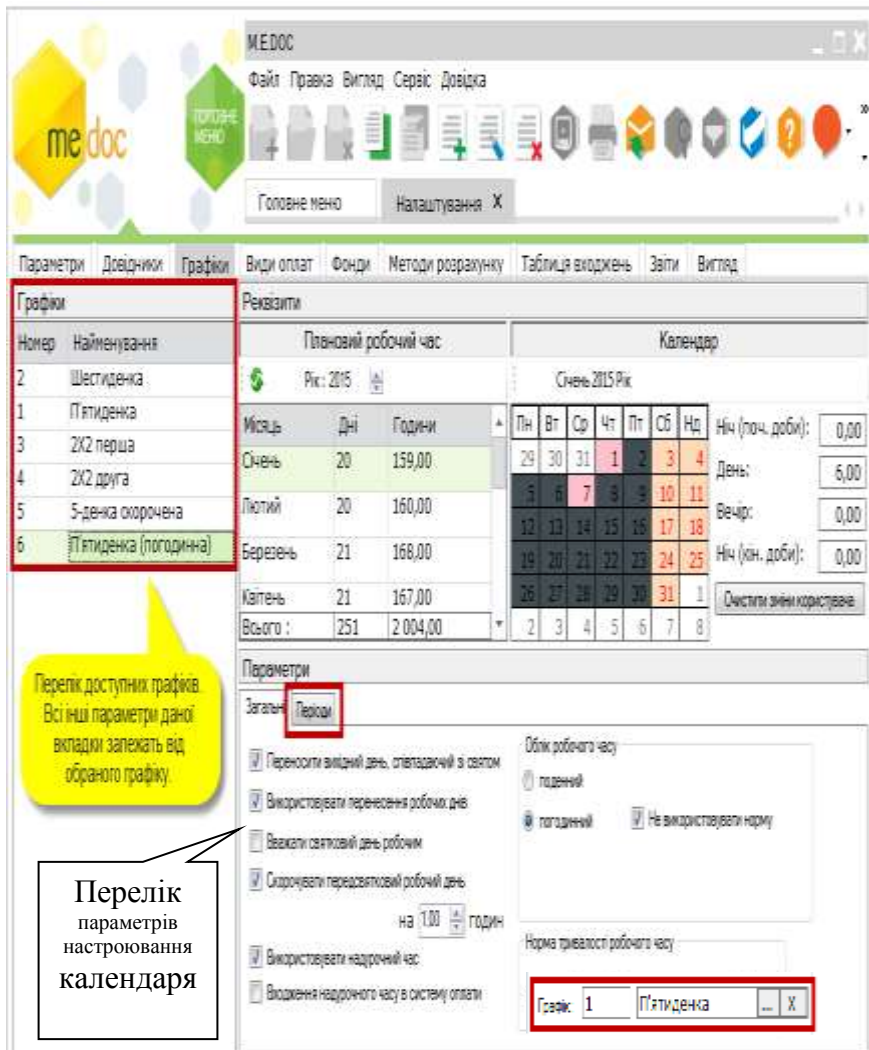 M.E.DOC
Файл Правка Вигляд Сервіс Довідка
me doc
ГОЛОВНЕ
МЕНЮ
Головне меню Налаштування X
Параметри Довідники Графіки Види оплат Фонди Методи розрахунку Таблиця входжень Звіти Вигляд
Графіки
Номер Найменування
2 Шестиденка
1 П'ятиденка
3 2Х2 перша
4 2Х2 друга
5 5-денка скорочена
6 П'ятиденка (погодинна)
Реквізити
Плановий робочий час
Рік : 2015
Місяць Дні Години
Січень 20 159,00
Лютий 20 160,00
Березень 21 168,00
Квітень 21 167,00
Всього : 251 2 004,00
Календар
Січень 2015 Рік
Пн Вт Ср Чт Пт Сб Нд
29 30 31 1 2 3 4
5 6 7 8 9 10 11
12 13 14 15 16 17 18
19 20 21 22 23 24 25
26 27 28 29 30 31 1
2 3 4 5 6 7 8
Ніч (поч. доби): 0,00
День: 6,00
Вечір: 0,00
Ніч (кін. доби): 0,00
Очистити зміни користувача
Перелік доступних графіків.
Всі інші параметри даної
вкладки залежать від
обраного графіку.
Параметри
Загальні Періоди
Переносити вихідний день, співпадаючий зі святом
Використовувати перенесення робочих днів
Вважати святковий день робочим
Скорочувати передсвятковий робочий день
на 1,00 годин
Використовувати надурочний час
Входження надурочного часу в систему оплати
Облік робочого часу
поденний
погодинний Не використовувати норму
Норма тривалості робочого часу
Графік: 1 П'ятиденка ... X
Перелік
параметрів
настроювання
календаря